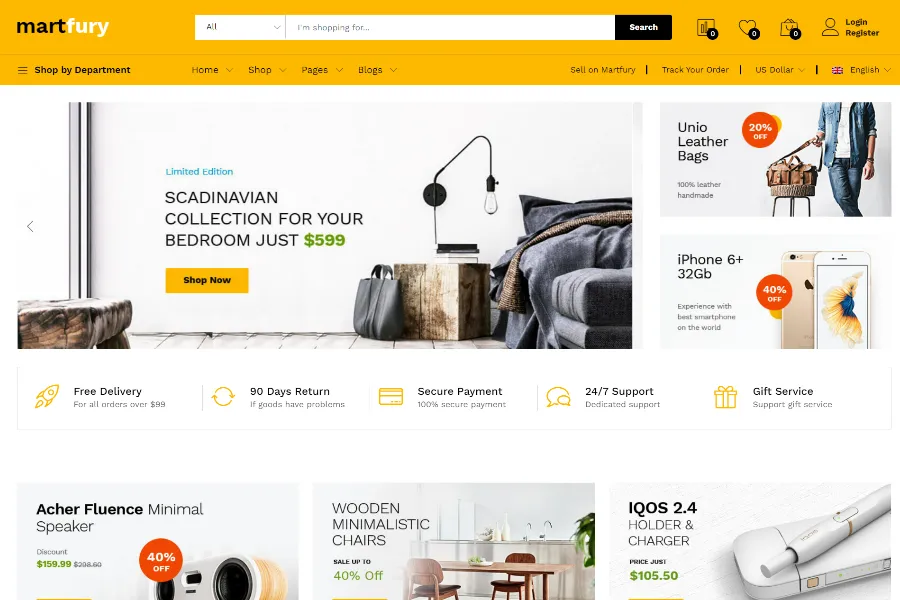 martfury
All
I'm shopping for...
Search
0
0
0
Login
Register
Shop by Department
Home
Shop
Pages
Blogs
Sell on Martfury
Track Your Order
US Dollar
English
Limited Edition
SCADINAVIAN
COLLECTION FOR YOUR
BEDROOM JUST $599
Shop Now
Unio
Leather
Bags
20%
OFF
100% leather
handmade
iPhone 6+
32Gb
40%
OFF
Experience with
best smartphone
on the world
Free Delivery
For all orders over $99
90 Days Return
If goods have problems
Secure Payment
100% secure payment
24/7 Support
Dedicated support
Gift Service
Support gift service
Acher Fluence Minimal
Speaker
Discount
$159.99 $298.60
40%
OFF
WOODEN
MINIMALISTIC
CHAIRS
SALE UP TO
40% Off
IQOS 2.4
HOLDER &
CHARGER
PRICE JUST
$105.50
IQOS